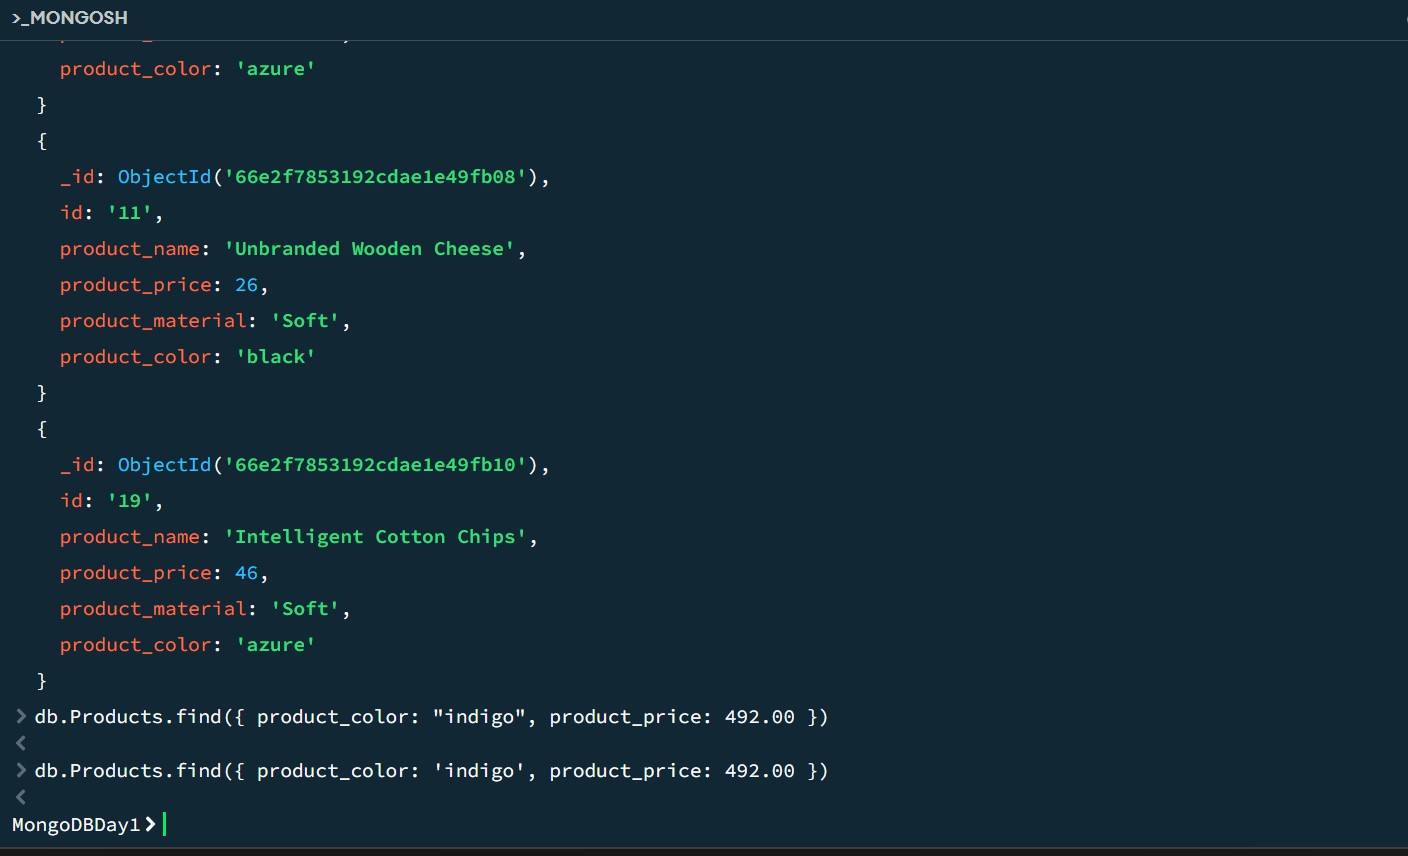 >_MONGOSH
product_color: 'azure'
}
{
_id: ObjectId('66e2f7853192cdae1e49fb08'),
id: '11',
product_name: 'Unbranded Wooden Cheese',
product_price: 26,
product_material: 'Soft',
product_color: 'black'
}
{
_id: ObjectId('66e2f7853192cdae1e49fb10'),
id: '19',
product_name: 'Intelligent Cotton Chips',
product_price: 46,
product_material: 'Soft',
product_color: 'azure'
}
> db.Products.find({ product_color: "indigo", product_price: 492.00 })
<
> db.Products.find({ product_color: 'indigo', product_price: 492.00 })
<
MongoDBDay1>